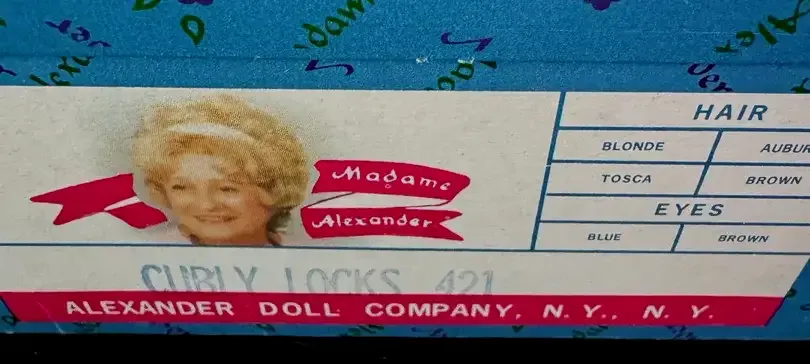 Madame
Alexander
HAIR
BLONDE AUBUR
TOSCA BROWN
EYES
BLUE BROWN
CURLY LOCKS 421
ALEXANDER DOLL COMPANY, N. Y., N. Y.